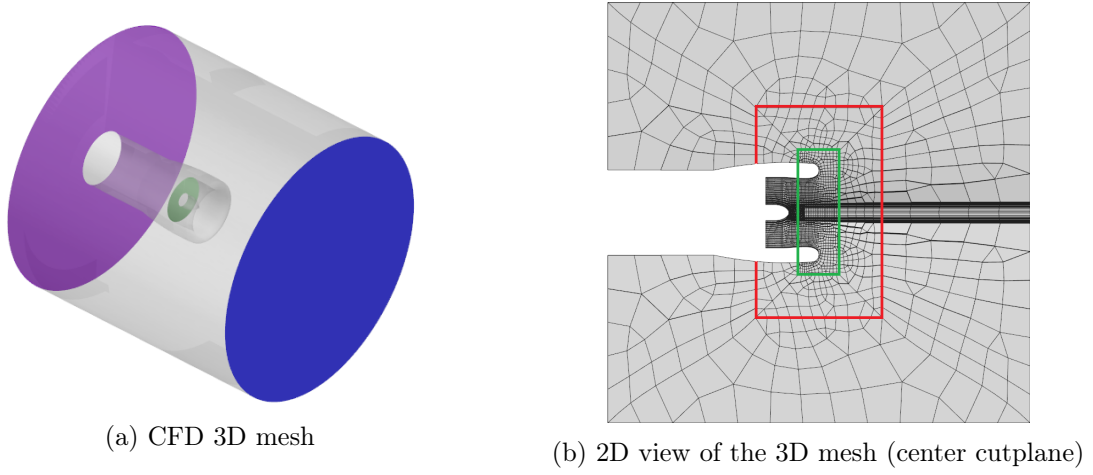 (a) CFD 3D mesh
(b) 2D view of the 3D mesh (center cutplane)